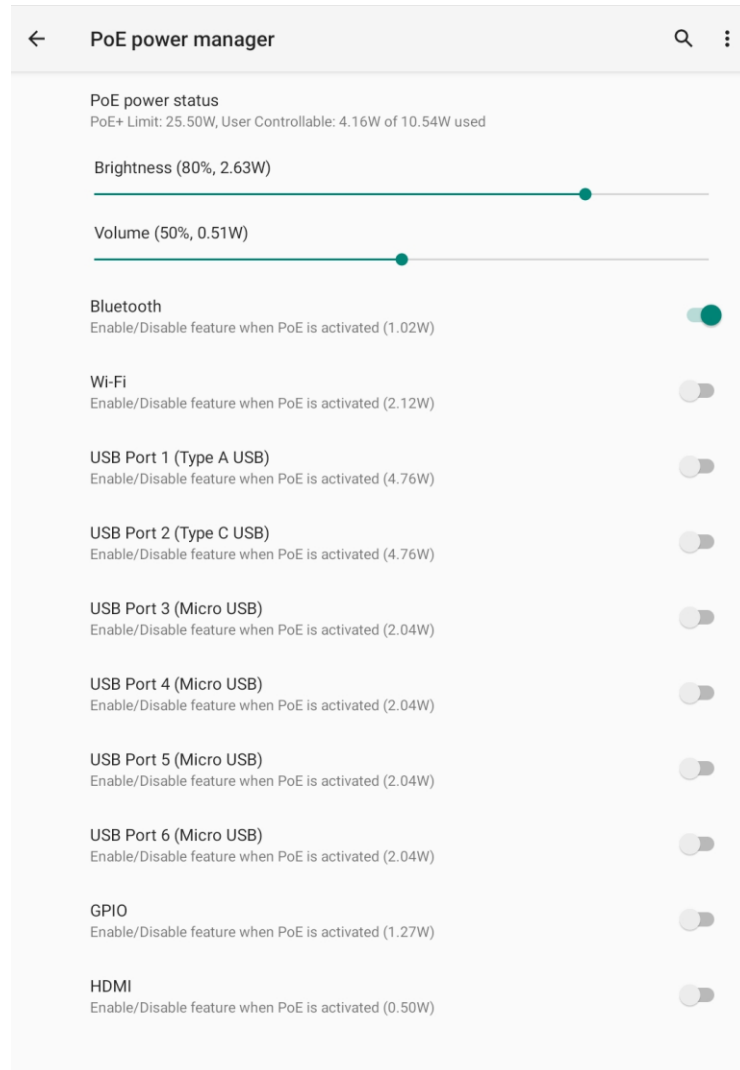 PoE power manager
PoE power status
PoE+ Limit: 25.50W, User Controllable: 4.16W of 10.54W used
Brightness (80%, 2.63W)
Volume (50%, 0.51W)
Bluetooth
Enable/Disable feature when PoE is activated (1.02W)
Wi-Fi
Enable/Disable feature when PoE is activated (2.12W)
USB Port 1 (Type A USB)
Enable/Disable feature when PoE is activated (4.76W)
USB Port 2 (Type C USB)
Enable/Disable feature when PoE is activated (4.76W)
USB Port 3 (Micro USB)
Enable/Disable feature when PoE is activated (2.04W)
USB Port 4 (Micro USB)
Enable/Disable feature when PoE is activated (2.04W)
USB Port 5 (Micro USB)
Enable/Disable feature when PoE is activated (2.04W)
USB Port 6 (Micro USB)
Enable/Disable feature when PoE is activated (2.04W)
GPIO
Enable/Disable feature when PoE is activated (1.27W)
HDMI
Enable/Disable feature when PoE is activated (0.50W)